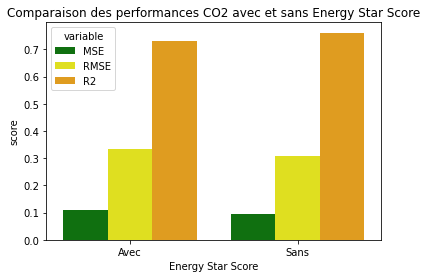 Comparaison des performances CO2 avec et sans Energy Star Score
variable
MSE
RMSE
R2
score
0.7
0.6
0.5
0.4
0.3
0.2
0.1
0.0
Avec
Sans
Energy Star Score